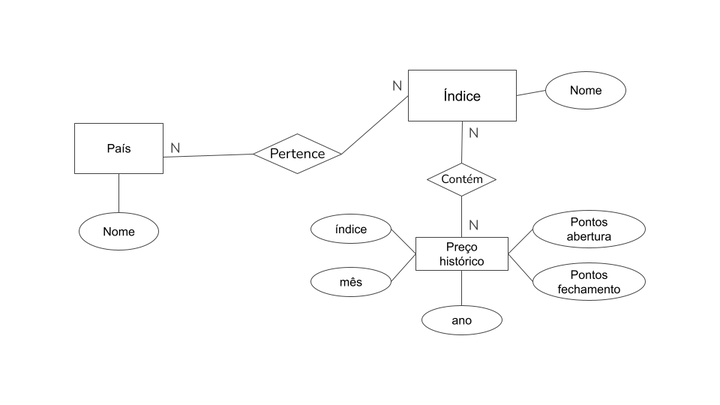 País
N
Nome
Pertence
N
Índice
Nome
N
Contém
N
Preço
histórico
índice
mês
ano
Pontos
abertura
Pontos
fechamento